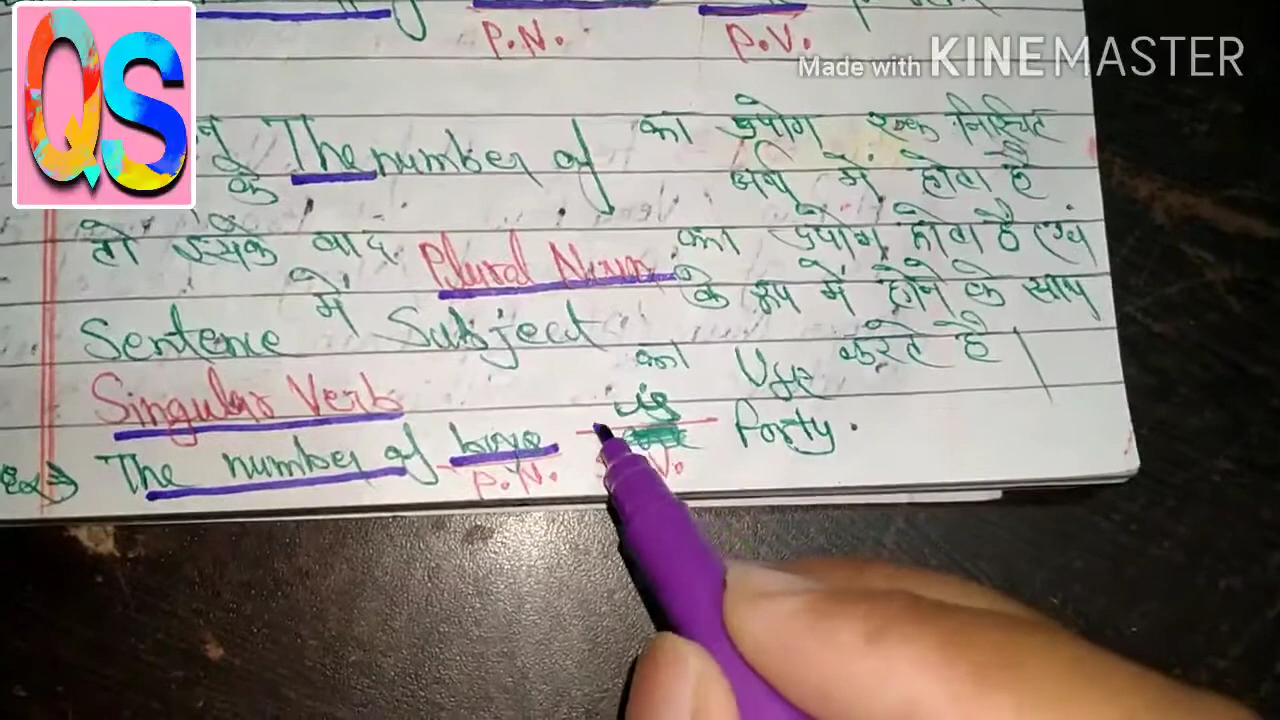 QS
Made with KINEMASTER
P.N. P.V.
The number of का प्रयोग एक निश्चित
के अर्थ में होता है
तो इसके बाद Plural Noun का प्रयोग होता है एवं
Sentence में Subject के रूप में होने के साथ
Singular Verb का Use करते है।
Ex → The number of boys is forty.
P.N. S.V.